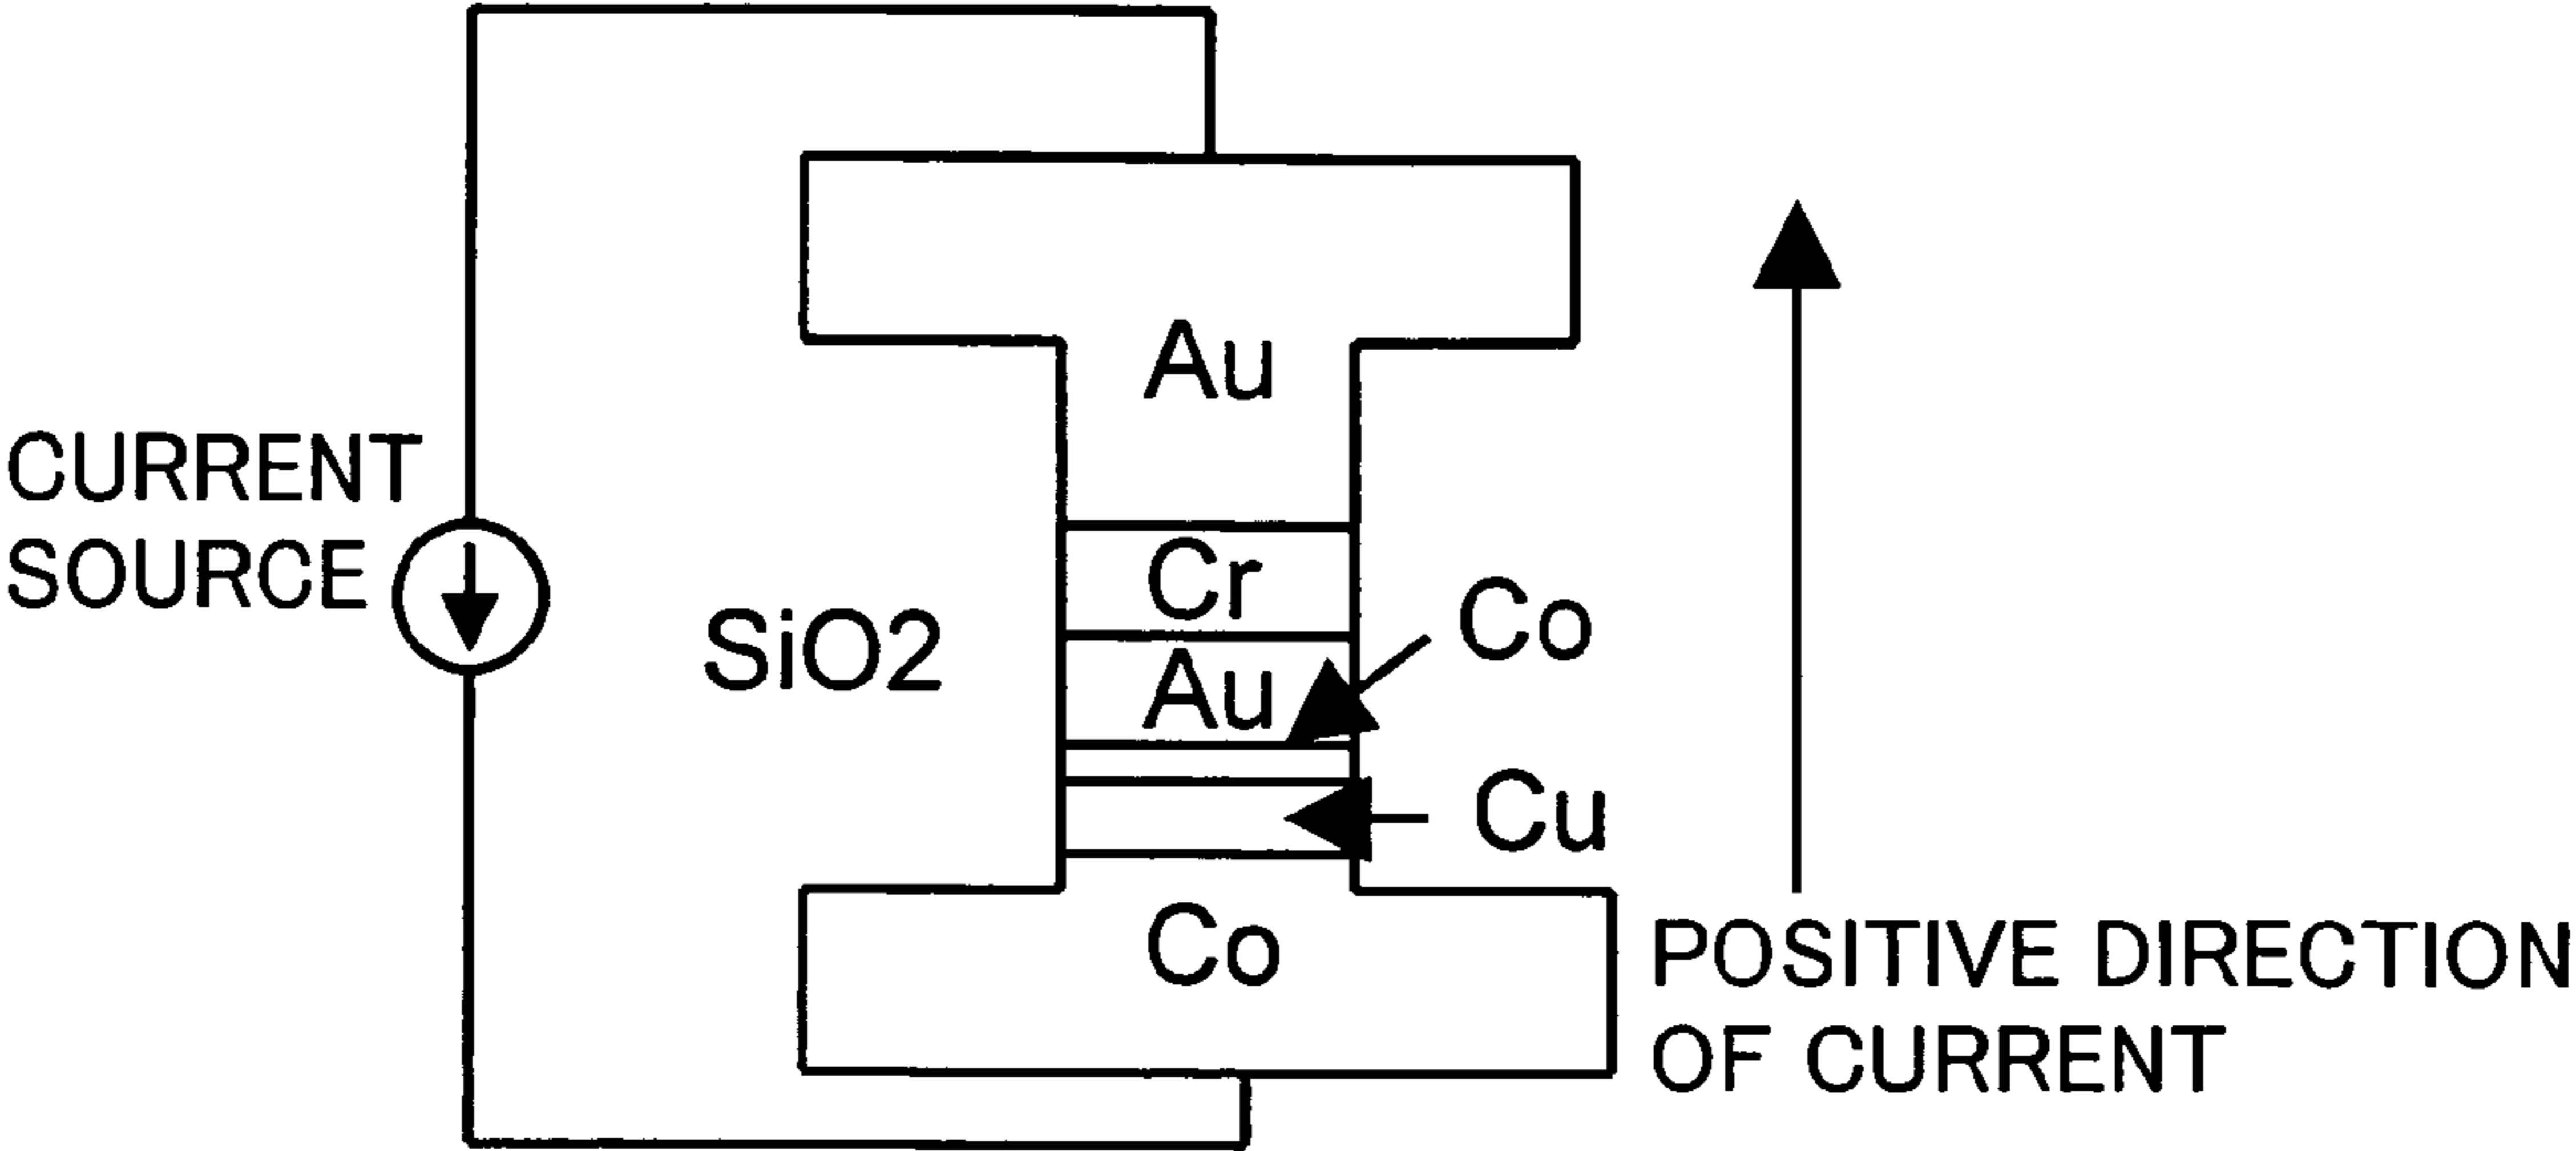 Au
CURRENT
SOURCE
Cr
Co
SiO2
Au
Cu
Co
POSITIVE DIRECTION
OF CURRENT